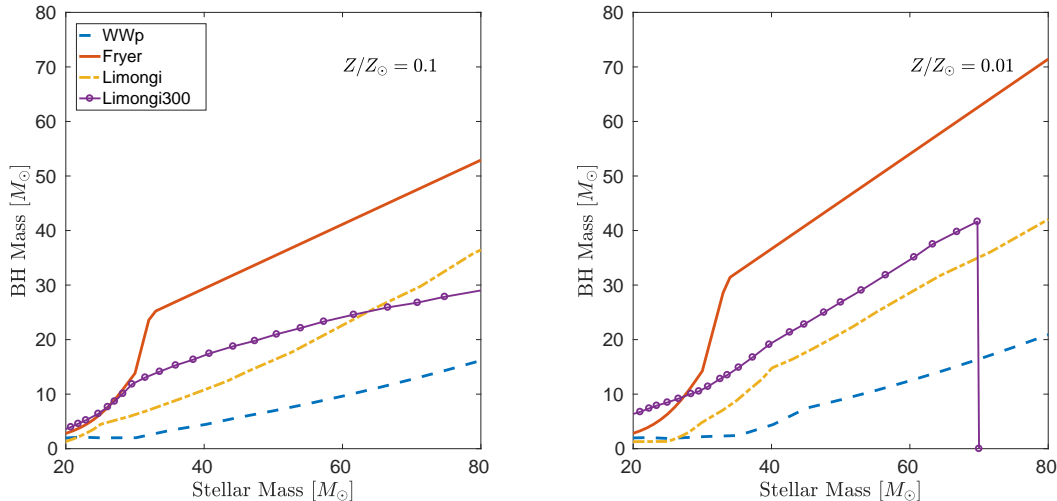 80
70
60
50
40
30
20
10
0
BH Mass [M⊙]
WWp
Fryer
Limongi
Limongi300
Z/Z⊙ = 0.1
20 40 60 80
Stellar Mass [M⊙]
80
70
60
50
40
30
20
10
0
BH Mass [M⊙]
Z/Z⊙ = 0.01
20 40 60 80
Stellar Mass [M⊙]